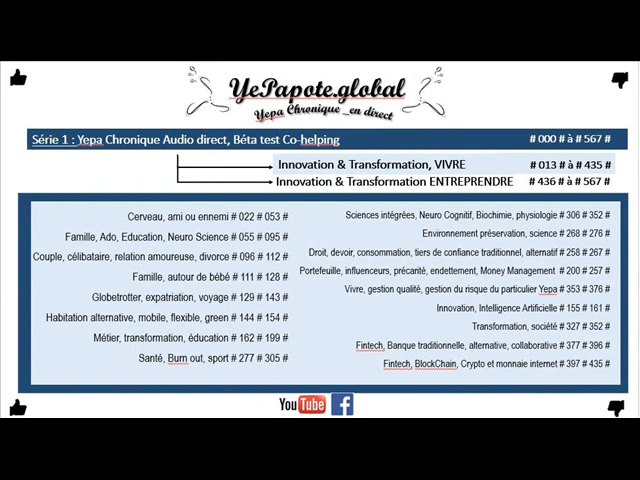 YePapote.global
Yepa Chronique _en direct
Série 1 : Yepa Chronique Audio direct, Béta test Co-helping # 000 # à # 567 #
Innovation & Transformation, VIVRE # 013 # à # 435 #
Innovation & Transformation ENTREPRENDRE # 436 # à # 567 #
Cerveau, ami ou ennemi # 022 # 053 #
Famille, Ado, Education, Neuro Science # 055 # 095 #
Couple, célibataire, relation amoureuse, divorce # 096 # 112 #
Famille, autour de bébé # 111 # 128 #
Globetrotter, expatriation, voyage # 129 # 143 #
Habitation alternative, mobile, flexible, green # 144 # 154 #
Métier, transformation, éducation # 162 # 199 #
Santé, Burn out, sport # 277 # 305 #
Sciences intégrées, Neuro Cognitif, Biochimie, physiologie # 306 # 352 #
Environnement préservation, science # 268 # 276 #
Droit, devoir, consommation, tiers de confiance traditionnel, alternatif # 258 # 267 #
Portefeuille, influenceurs, précarité, endettement, Money Management # 200 # 257 #
Vivre, gestion qualité, gestion du risque du particulier Yepa # 353 # 376 #
Innovation, Intelligence Artificielle # 155 # 161 #
Transformation, société # 327 # 352 #
Fintech, Banque traditionnelle, alternative, collaborative # 377 # 396 #
Fintech, BlockChain, Crypto et monnaie internet # 397 # 435 #
YouTube f